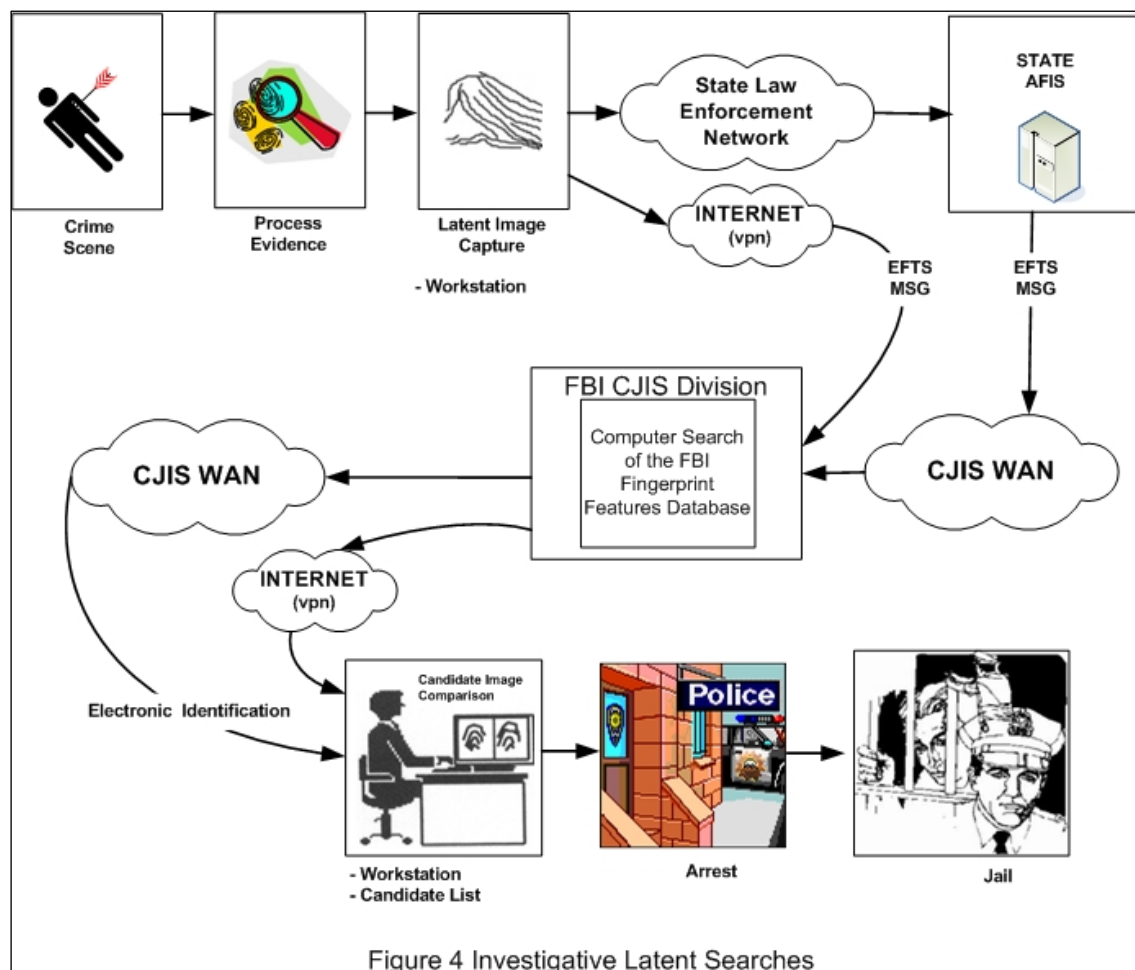 Crime
Scene
Process
Evidence
Latent Image
Capture
- Workstation
State Law
Enforcement
Network
INTERNET
(vpn)
STATE
AFIS
EFTS
MSG
EFTS
MSG
FBI CJIS Division
Computer Search
of the FBI
Fingerprint
Features Database
CJIS WAN
CJIS WAN
INTERNET
(vpn)
Electronic Identification
Candidate Image
Comparison
- Workstation
- Candidate List
Police
Arrest
Jail
Figure 4 Investigative Latent Searches